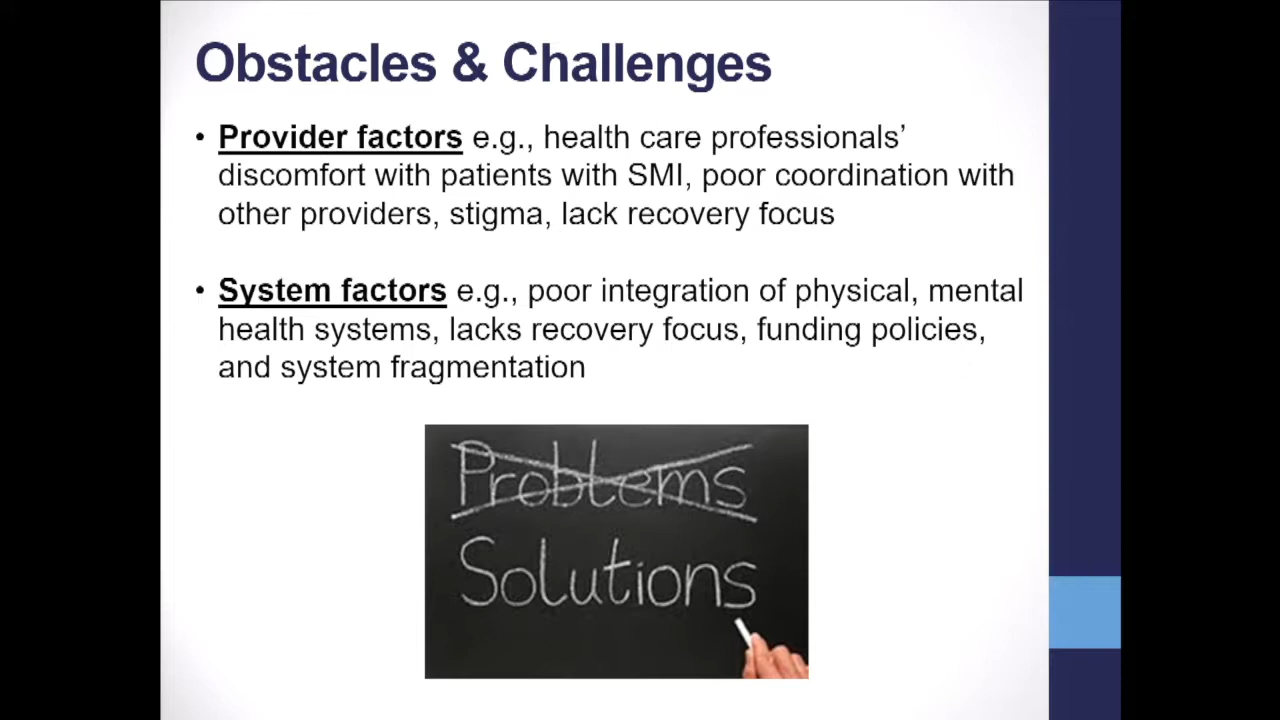 Obstacles & Challenges
• Provider factors e.g., health care professionals’
discomfort with patients with SMI, poor coordination with
other providers, stigma, lack recovery focus
• System factors e.g., poor integration of physical, mental
health systems, lacks recovery focus, funding policies,
and system fragmentation
Problems
Solutions